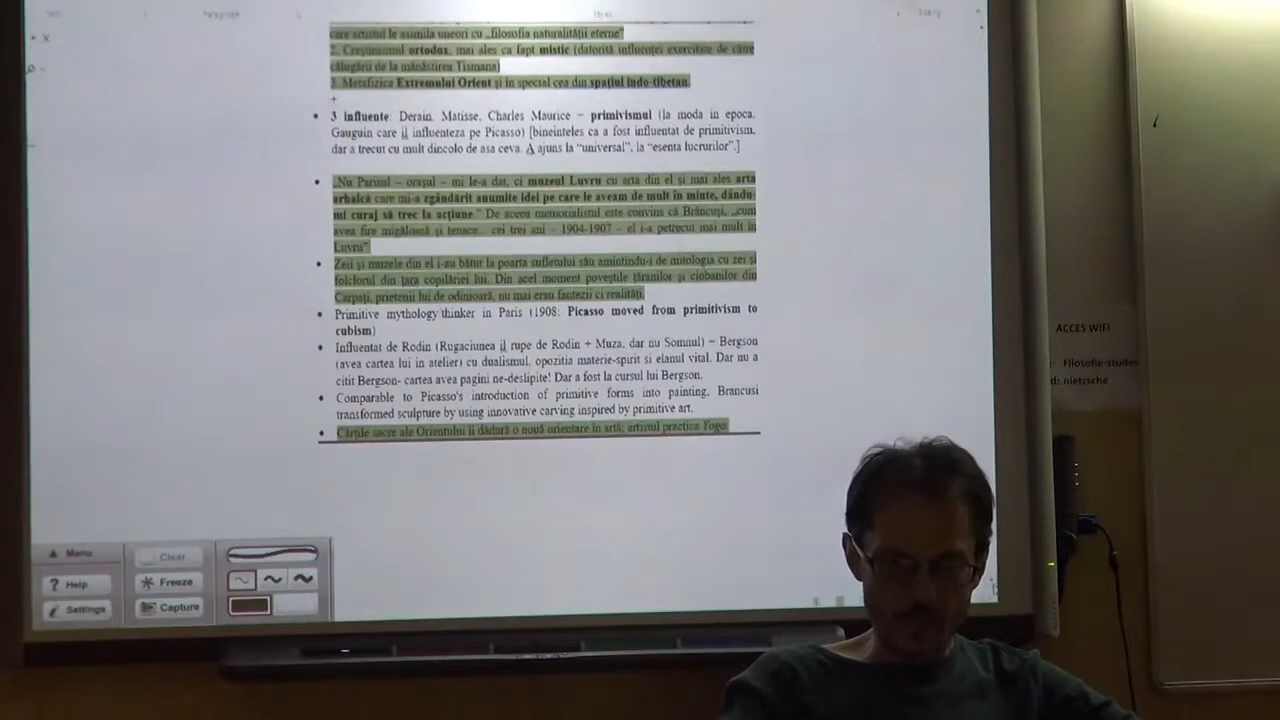 Paragraph
Styles
Editing
care artistul le asimila uneori cu „filosofia naturalității eterne”
2. Creștinismul ortodox, mai ales ca fapt mistic (datorită influenței exercitate de către
călugării de la mănăstirea Tismana)
3. Metafizica Extremului Orient și în special cea din spațiul indo-tibetan.
• 3 influente: Derain, Matisse, Charles Maurice – primivismul (la moda in epoca,
Gauguin care il influenteza pe Picasso) [bineinteles ca a fost influentat de primitivism,
dar a trecut cu mult dincolo de asa ceva. A ajuns la “universal”, la “esenta lucrurilor”.]
• „Nu Parisul – orașul – mi le-a dat, ci muzeul Luvru cu arta din el și mai ales arta
arhaică care mi-a zgândărit anumite idei pe care le aveam de mult în minte, dându-
mi curaj să trec la acțiune.” De aceea memorialistul este convins că Brâncuși, „cum
avea fire migăloasă și tenace... cei trei ani – 1904-1907 – el i-a petrecut mai mult în
Luvru”
• Zeii și muzele din el i-au bătut la poarta sufletului său amintindu-i de mitologia cu zei și
folclorul din țara copilăriei lui. Din acel moment poveștile țăranilor și ciobanilor din
Carpați, prietenii lui de odinioară, nu mai erau fantezii ci realități.
• Primitive mythology thinker in Paris (1908: Picasso moved from primitivism to
cubism)
• Influentat de Rodin (Rugaciunea il rupe de Rodin + Muza, dar nu Somnul) – Bergson
(avea cartea lui in atelier) cu dualismul, opozitia materie-spirit si elanul vital. Dar nu a
citit Bergson- cartea avea pagini ne-deslipite! Dar a fost la cursul lui Bergson.
• Comparable to Picasso's introduction of primitive forms into painting, Brancusi
transformed sculpture by using innovative carving inspired by primitive art.
• Cărțile sacre ale Orientului îi dădură o nouă orientare în artă; artistul practica Yoga.
ACCES WIFI
Filosofie-studenti
d: nietzsche
Menu
Help
Settings
Clear
Freeze
Capture